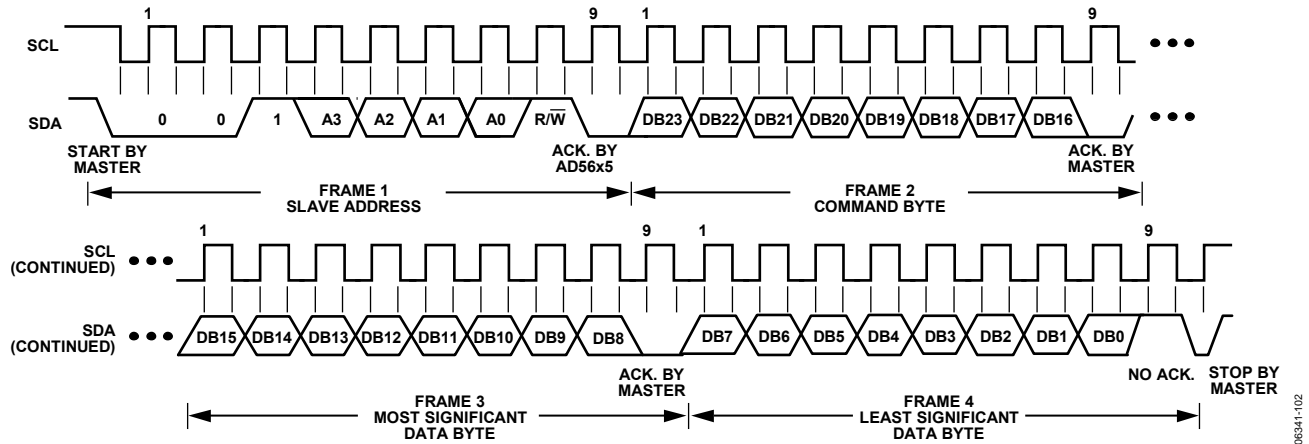 1 9 1 9
SCL
SDA 0 0 1 A3 A2 A1 A0 R/W̅ DB23 DB22 DB21 DB20 DB19 DB18 DB17 DB16
START BY
MASTER
ACK. BY
AD56x5
ACK. BY
MASTER
FRAME 1
SLAVE ADDRESS
FRAME 2
COMMAND BYTE
1 9 1 9
SCL
(CONTINUED)
SDA
(CONTINUED)
DB15 DB14 DB13 DB12 DB11 DB10 DB9 DB8 DB7 DB6 DB5 DB4 DB3 DB2 DB1 DB0
ACK. BY
MASTER
NO ACK.
STOP BY
MASTER
FRAME 3
MOST SIGNIFICANT
DATA BYTE
FRAME 4
LEAST SIGNIFICANT
DATA BYTE
06341-102